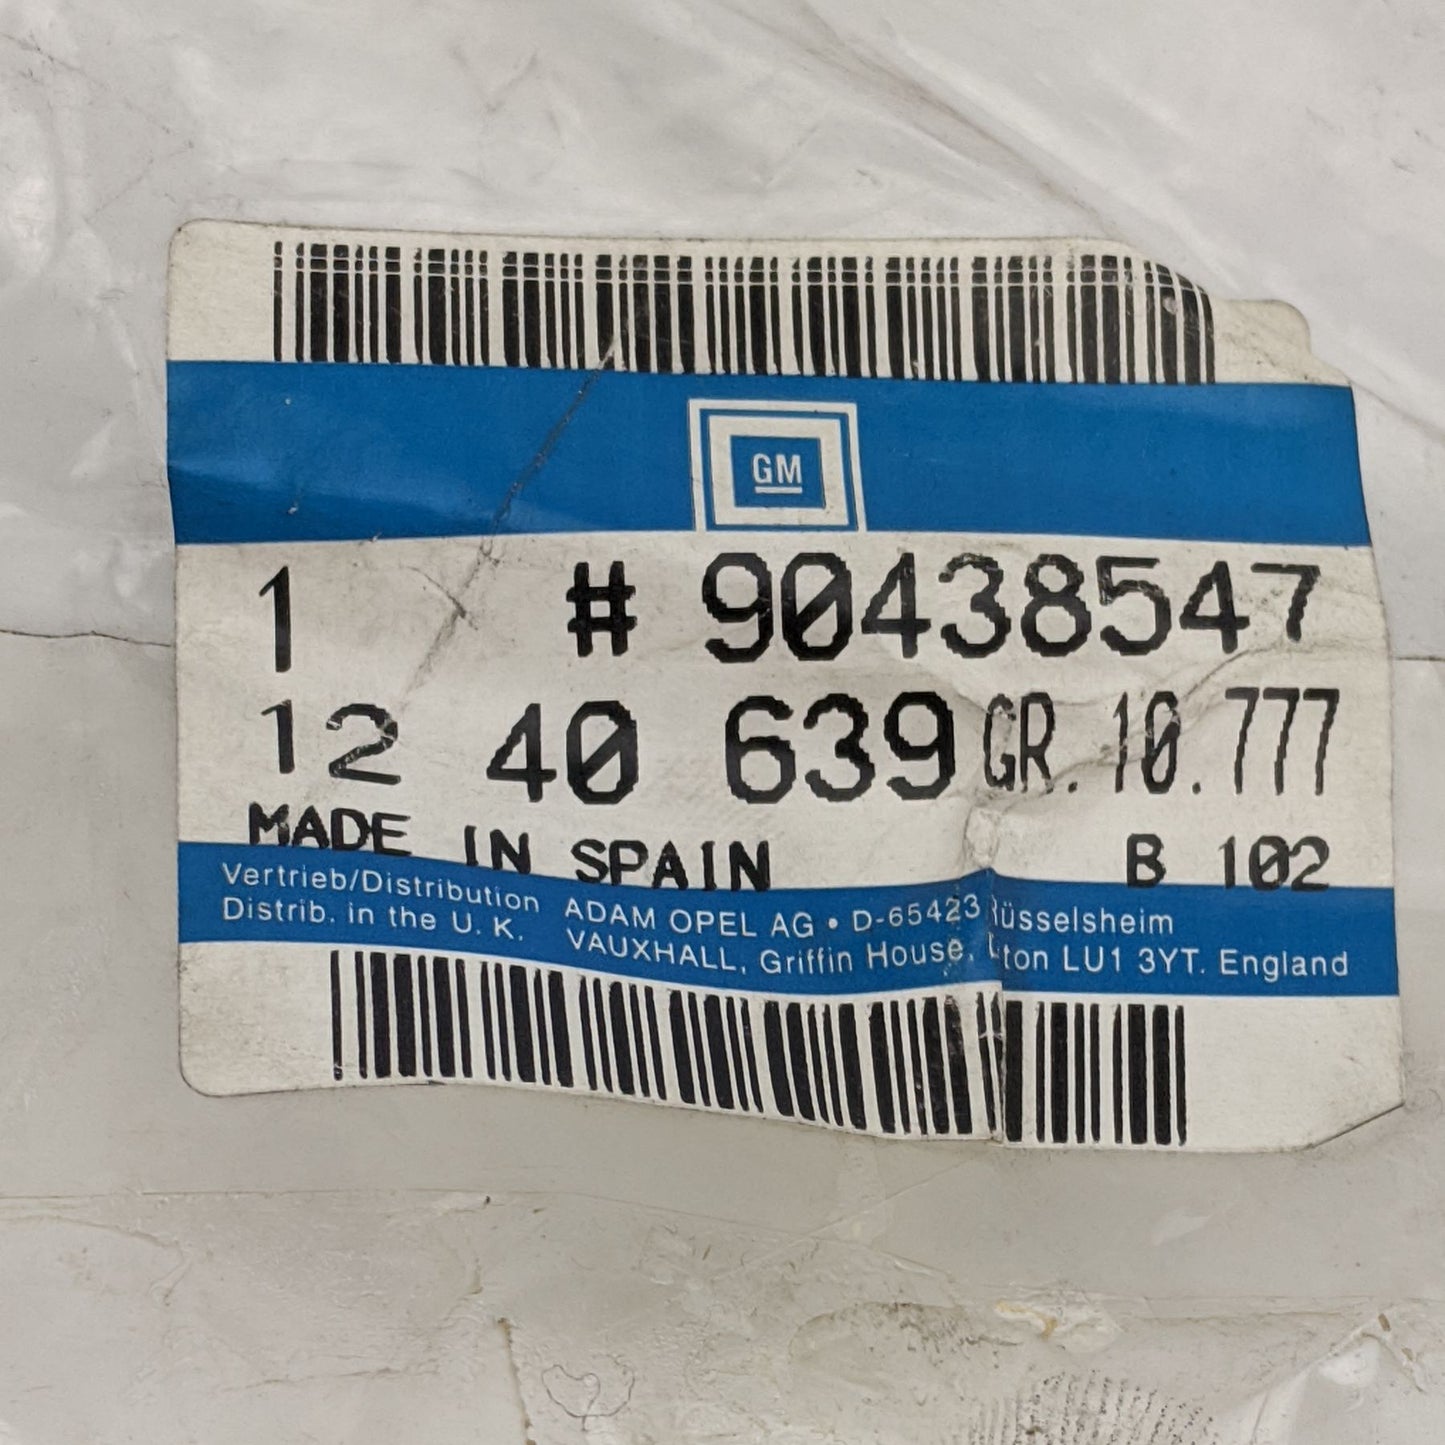 GM
1 # 90438547
12 40 639 GR. 10.777
MADE IN SPAIN B 102
Vertrieb/Distribution ADAM OPEL AG • D-65423 Rüsselsheim
Distrib. in the U. K. VAUXHALL, Griffin House, LU1 3YT. England